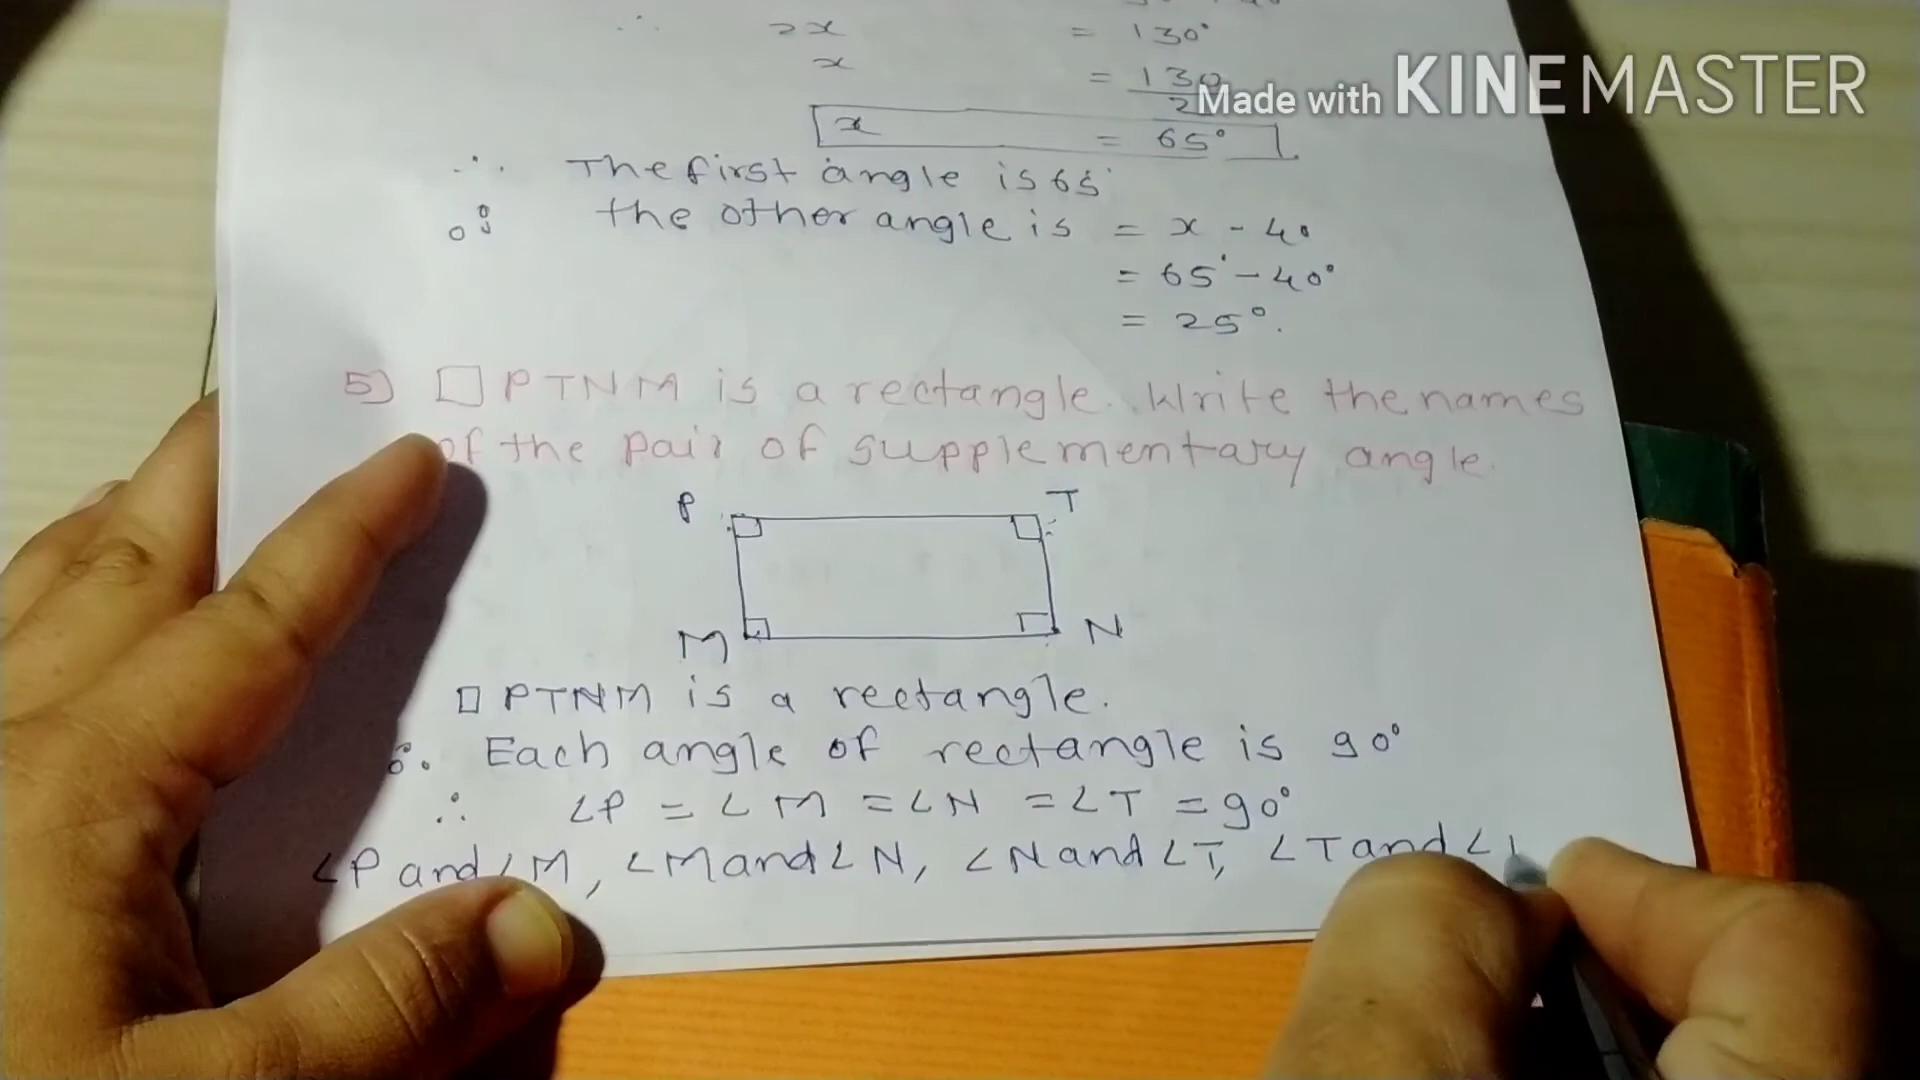 ∴ 2x = 130°
x = 130
2
Made with KINEMASTER
x = 65°
∴ The first angle is 65°
∴ the other angle is = x - 40
= 65° - 40°
= 25°.
5) □ PTNM is a rectangle. Write the names
of the pair of supplementary angle.
P T
M N
□ PTNM is a rectangle.
∴ Each angle of rectangle is 90°
∴ ∠P = ∠M = ∠N = ∠T = 90°
∠P and ∠M, ∠M and ∠N, ∠N and ∠T, ∠T and ∠